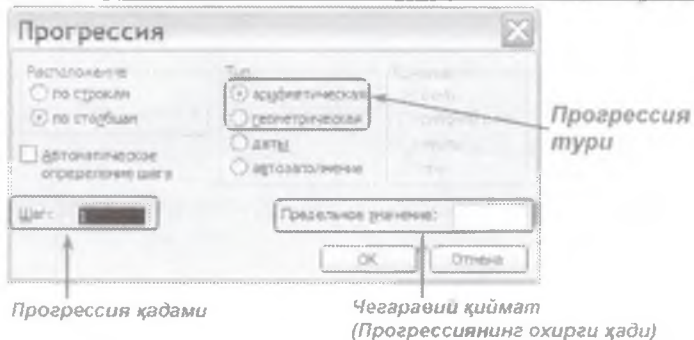 Прогрессия
Расположение
по строкам
по столбцам
Автоматическое
определение шага
Тип
арифметическая
геометрическая
даты
автозаполнение
Шаг:
Предельное значение:
ОК
Отмена
Прогрессия
тури
Прогрессия қадами
Чегаравий қиймат
(Прогрессиянинг охирги ҳади)